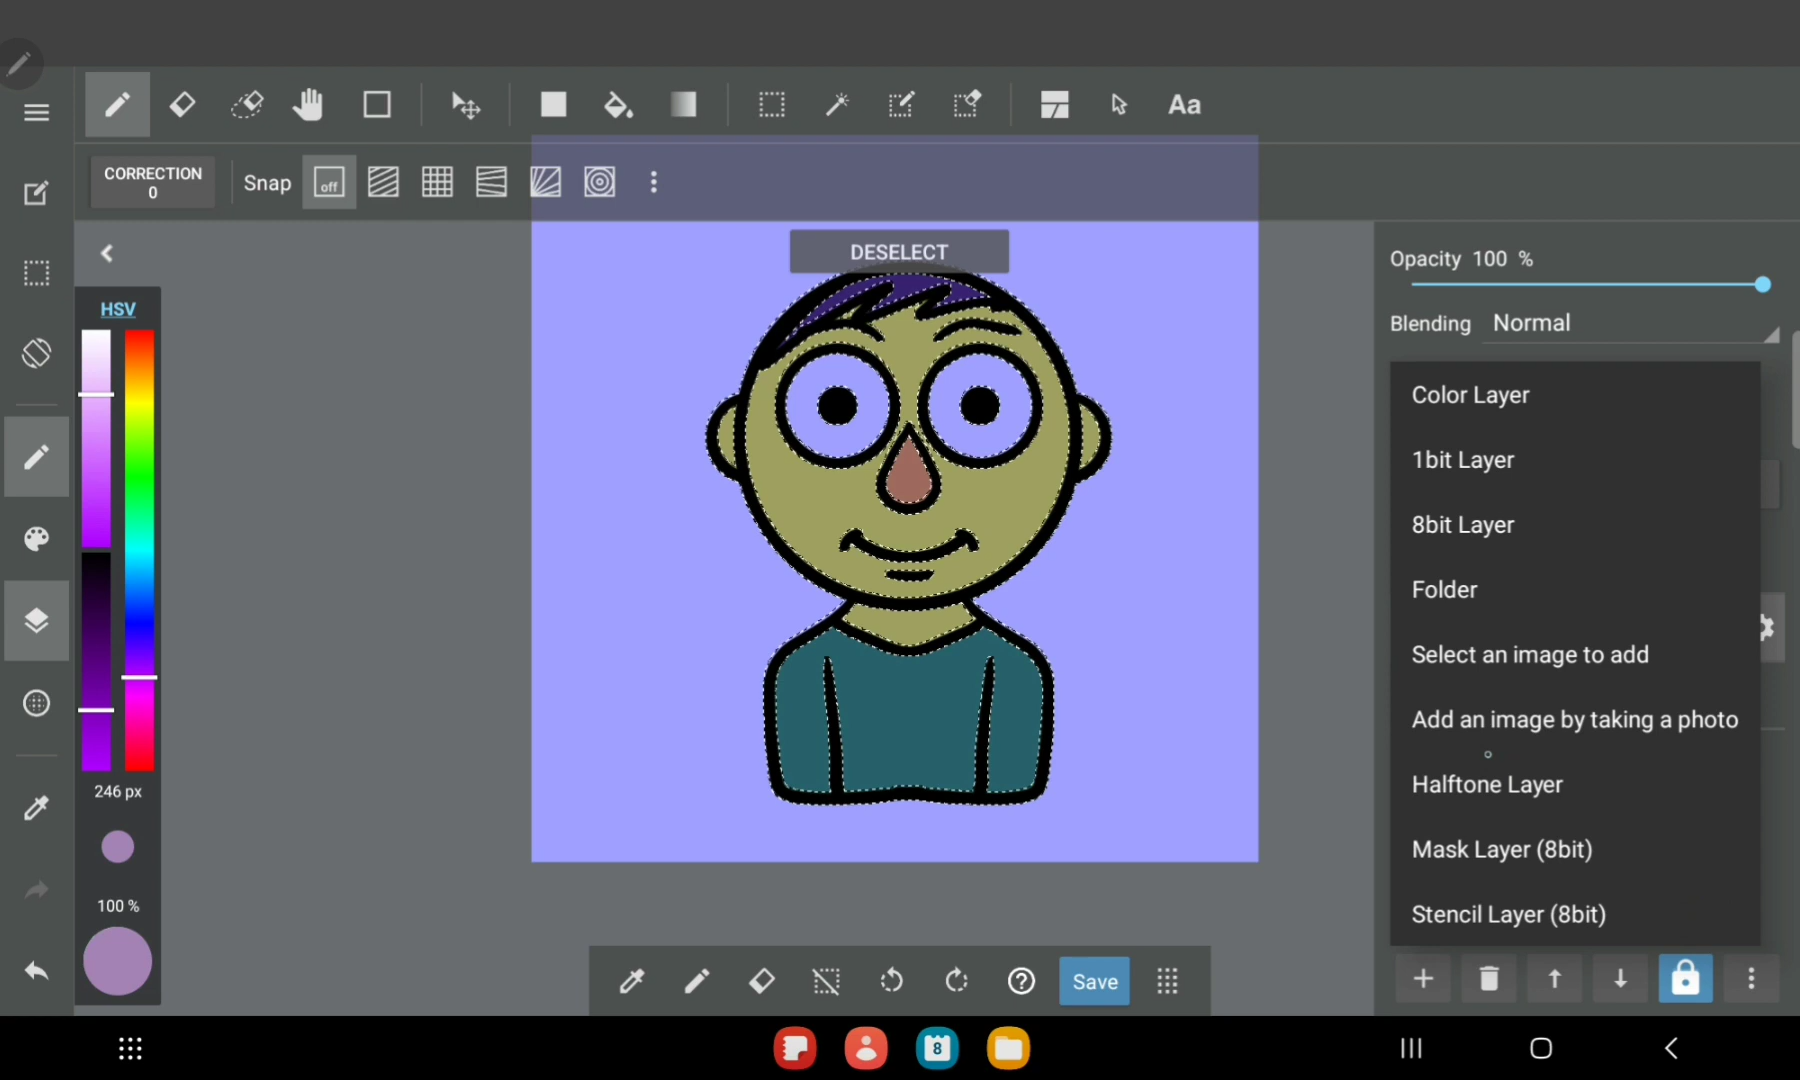 Aa
CORRECTION
0
Snap
off
DESELECT
HSV
246 px
100 %
Opacity 100 %
Blending Normal
Color Layer
1bit Layer
8bit Layer
Folder
Select an image to add
Add an image by taking a photo
Halftone Layer
Mask Layer (8bit)
Stencil Layer (8bit)
Save
8